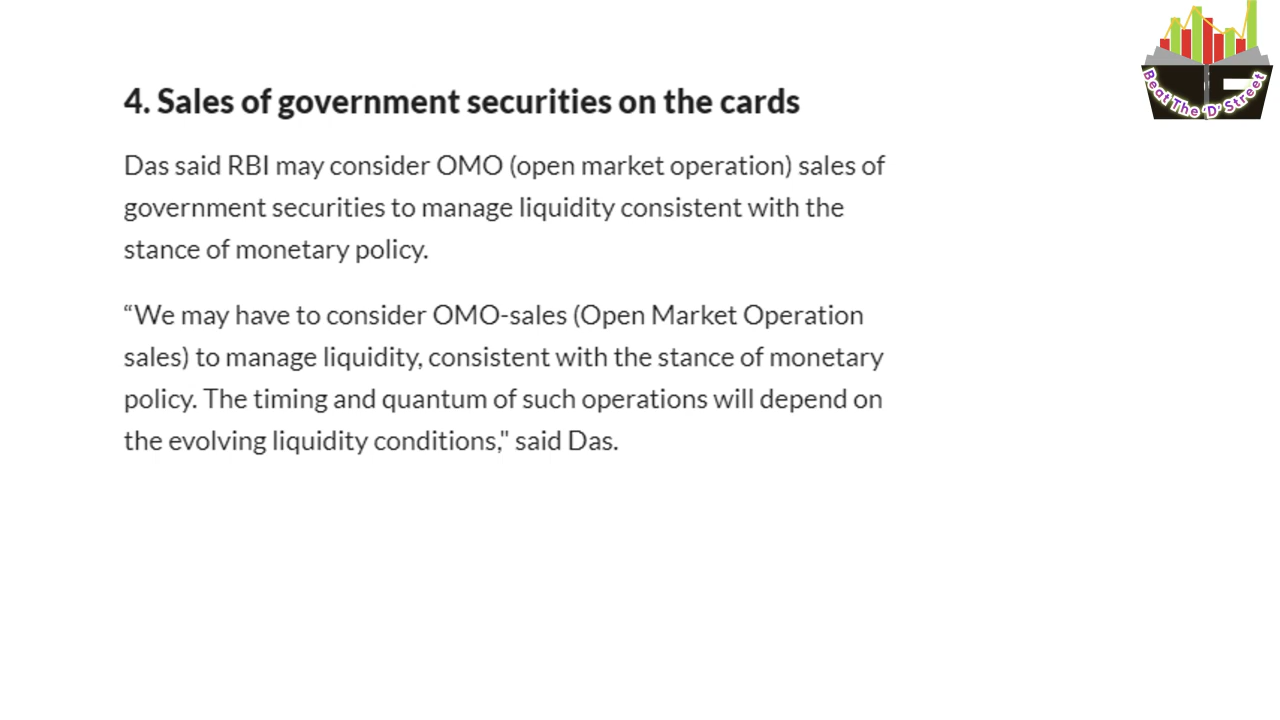 Beat The 'D' Street
4. Sales of government securities on the cards
Das said RBI may consider OMO (open market operation) sales of
government securities to manage liquidity consistent with the
stance of monetary policy.
“We may have to consider OMO-sales (Open Market Operation
sales) to manage liquidity, consistent with the stance of monetary
policy. The timing and quantum of such operations will depend on
the evolving liquidity conditions," said Das.